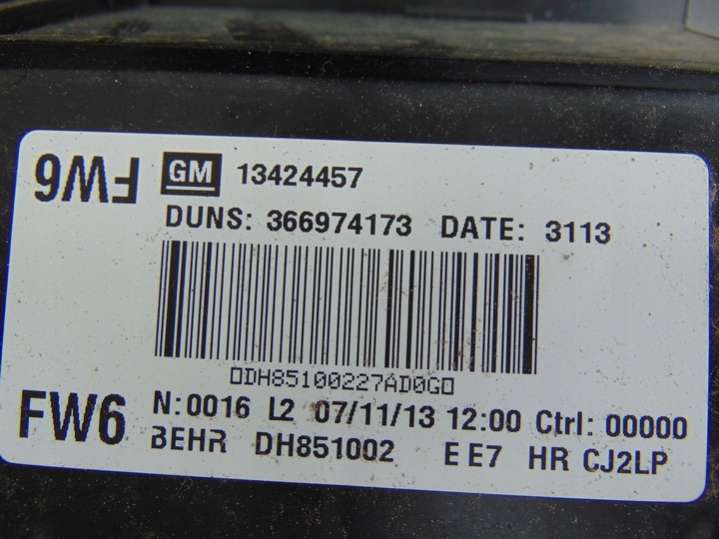 FW6 GM 13424457
DUNS: 366974173 DATE: 3113
▯DH85100227AD0G▯
FW6 N:0016 L2 07/11/13 12:00 Ctrl: 00000
BEHR DH851002 E E7 HR CJ2LP